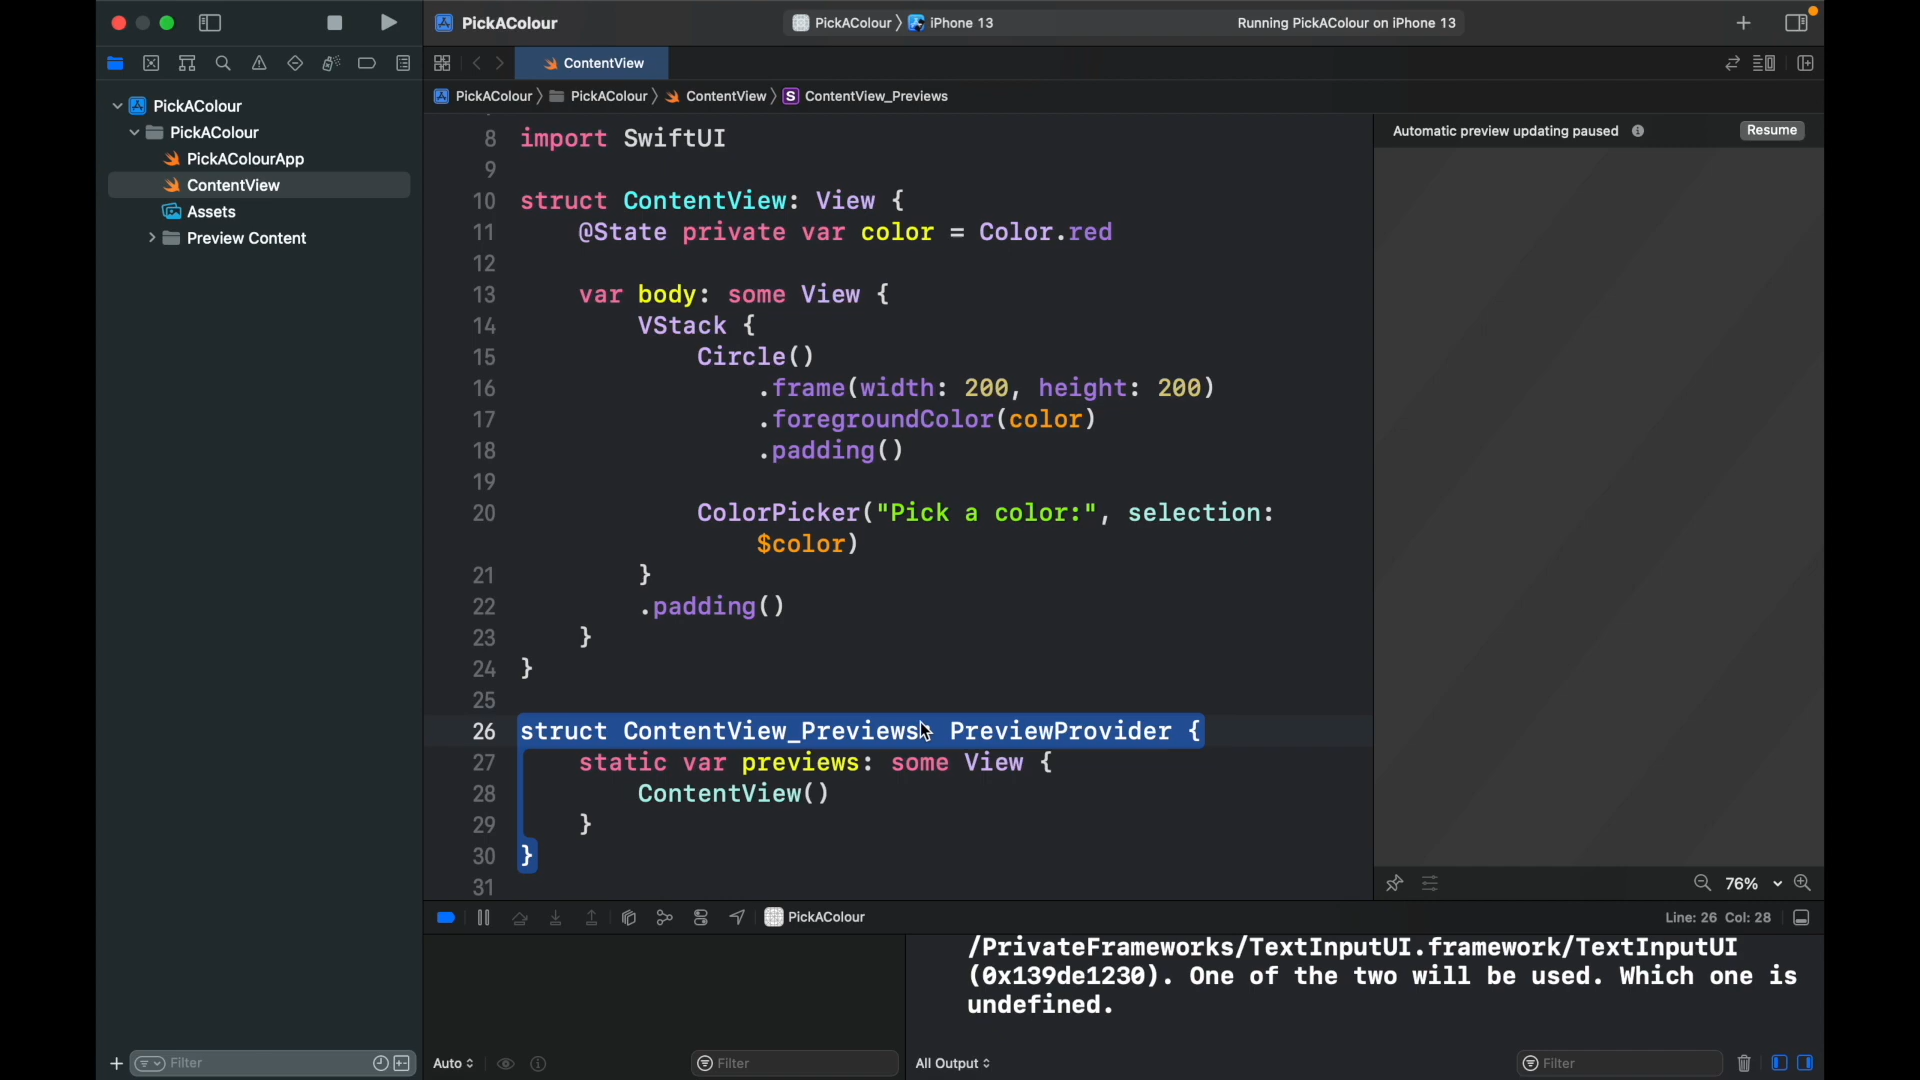 PickAColour
PickAColour
iPhone 13
Running PickAColour on iPhone 13
ContentView
PickAColour
PickAColour
ContentView
ContentView_Previews
PickAColour
PickAColour
PickAColourApp
ContentView
Assets
Preview Content
Automatic preview updating paused
Resume
8 import SwiftUI
9
10 struct ContentView: View {
11 @State private var color = Color.red
12
13 var body: some View {
14 VStack {
15 Circle()
16 .frame(width: 200, height: 200)
17 .foregroundColor(color)
18 .padding()
19
20 ColorPicker("Pick a color:", selection:
$color)
21 }
22 .padding()
23 }
24 }
25
26 struct ContentView_Previews: PreviewProvider {
27 static var previews: some View {
28 ContentView()
29 }
30 }
31
76%
PickAColour
Line: 26 Col: 28
/PrivateFrameworks/TextInputUI.framework/TextInputUI
(0x139de1230). One of the two will be used. Which one is
undefined.
Filter
Auto
Filter
All Output
Filter